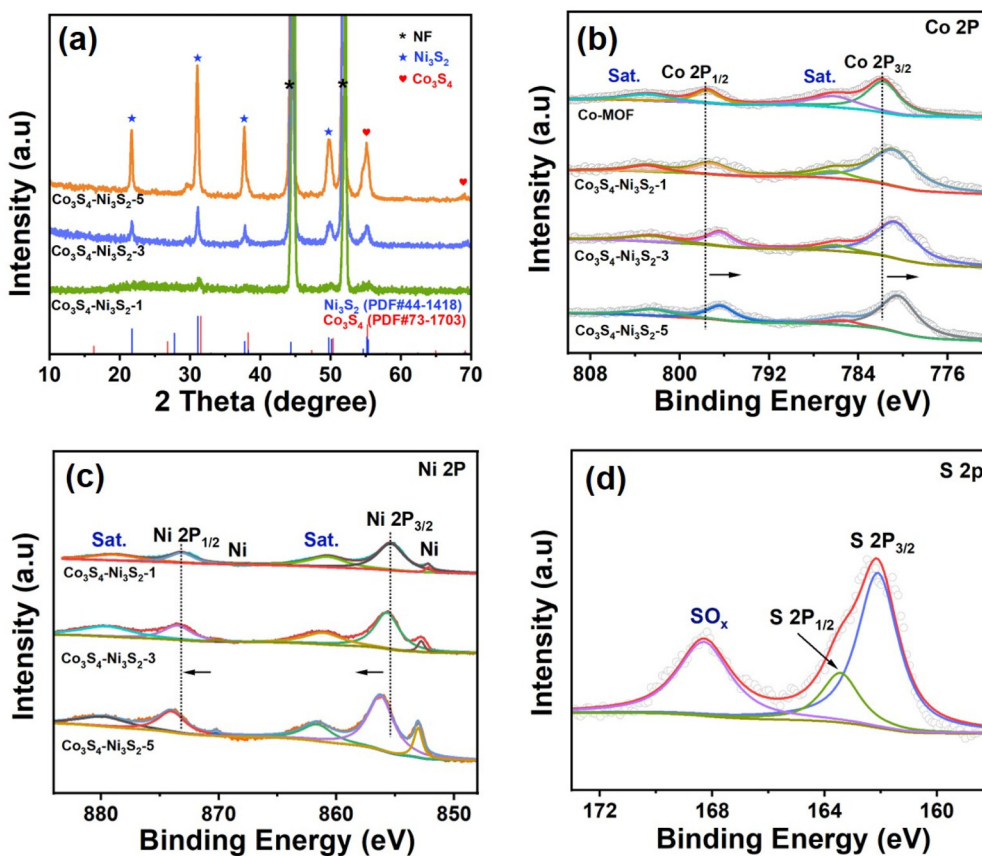 (a)
* NF
★ Ni₃S₂
♥ Co₃S₄
Co₃S₄-Ni₃S₂-5
Co₃S₄-Ni₃S₂-3
Co₃S₄-Ni₃S₂-1
Ni₃S₂ (PDF#44-1418)
Co₃S₄ (PDF#73-1703)
10 20 30 40 50 60 70
2 Theta (degree)
Intensity (a.u)
(b)
Co 2P
Sat. Co 2P₁/₂ Sat. Co 2P₃/₂
Co-MOF
Co₃S₄-Ni₃S₂-1
Co₃S₄-Ni₃S₂-3
Co₃S₄-Ni₃S₂-5
808 800 792 784 776
Binding Energy (eV)
Intensity (a.u)
(c)
Ni 2P
Sat. Ni 2P₁/₂ Ni Sat. Ni 2P₃/₂ Ni
Co₃S₄-Ni₃S₂-1
Co₃S₄-Ni₃S₂-3
Co₃S₄-Ni₃S₂-5
880 870 860 850
Binding Energy (eV)
Intensity (a.u)
(d)
S 2p
S 2P₃/₂
SOₓ
S 2P₁/₂
172 168 164 160
Binding Energy (eV)
Intensity (a.u)